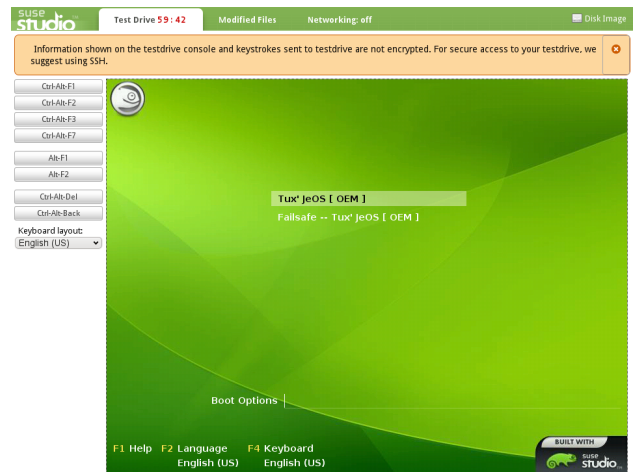 suse studio
Test Drive 59:42
Modified Files
Networking: off
Disk Image
Information shown on the testdrive console and keystrokes sent to testdrive are not encrypted. For secure access to your testdrive, we
suggest using SSH.
Ctrl-Alt-F1
Ctrl-Alt-F2
Ctrl-Alt-F3
Ctrl-Alt-F7
Alt-F1
Alt-F2
Ctrl-Alt-Del
Ctrl-Alt-Back
Keyboard layout:
English (US)
Tux' JeOS [ OEM ]
Failsafe -- Tux' JeOS [ OEM ]
Boot Options
F1 Help F2 Language F4 Keyboard
English (US) English (US)
BUILT WITH
suse
studio